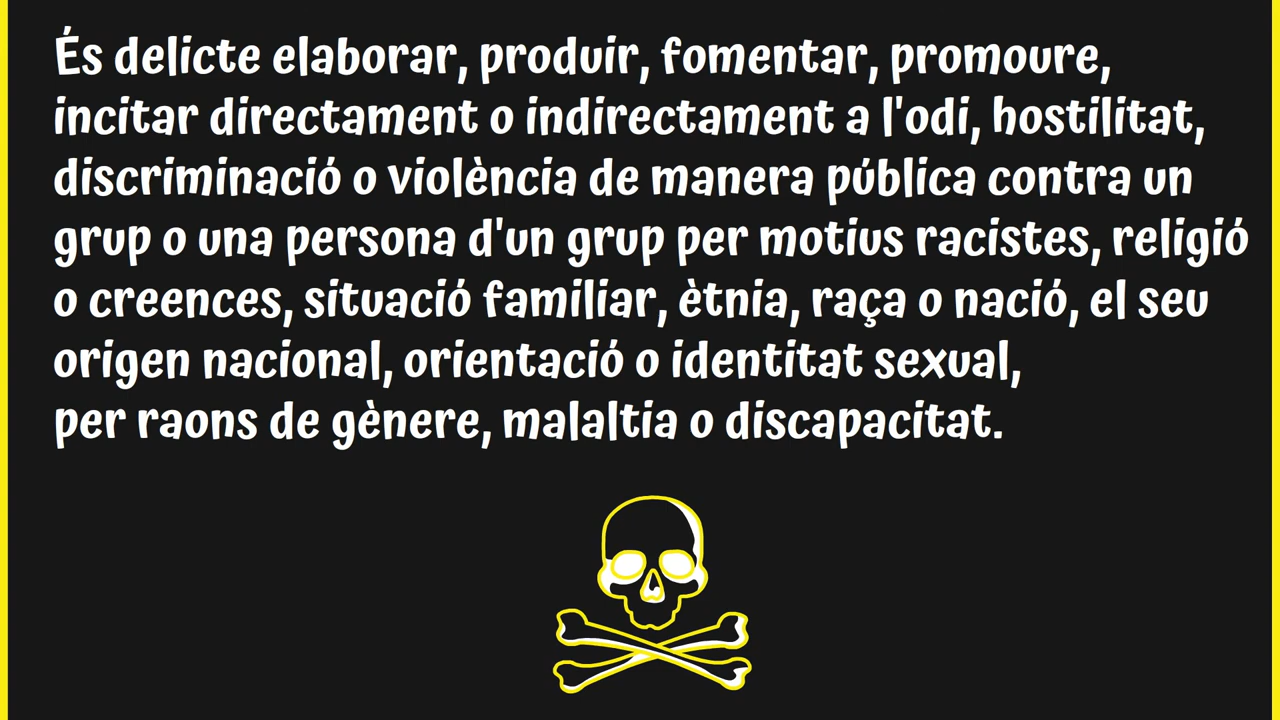 És delicte elaborar, produir, fomentar, promoure,
incitar directament o indirectament a l'odi, hostilitat,
discriminació o violència de manera pública contra un
grup o una persona d'un grup per motius racistes, religió
o creences, situació familiar, ètnia, raça o nació, el seu
origen nacional, orientació o identitat sexual,
per raons de gènere, malaltia o discapacitat.